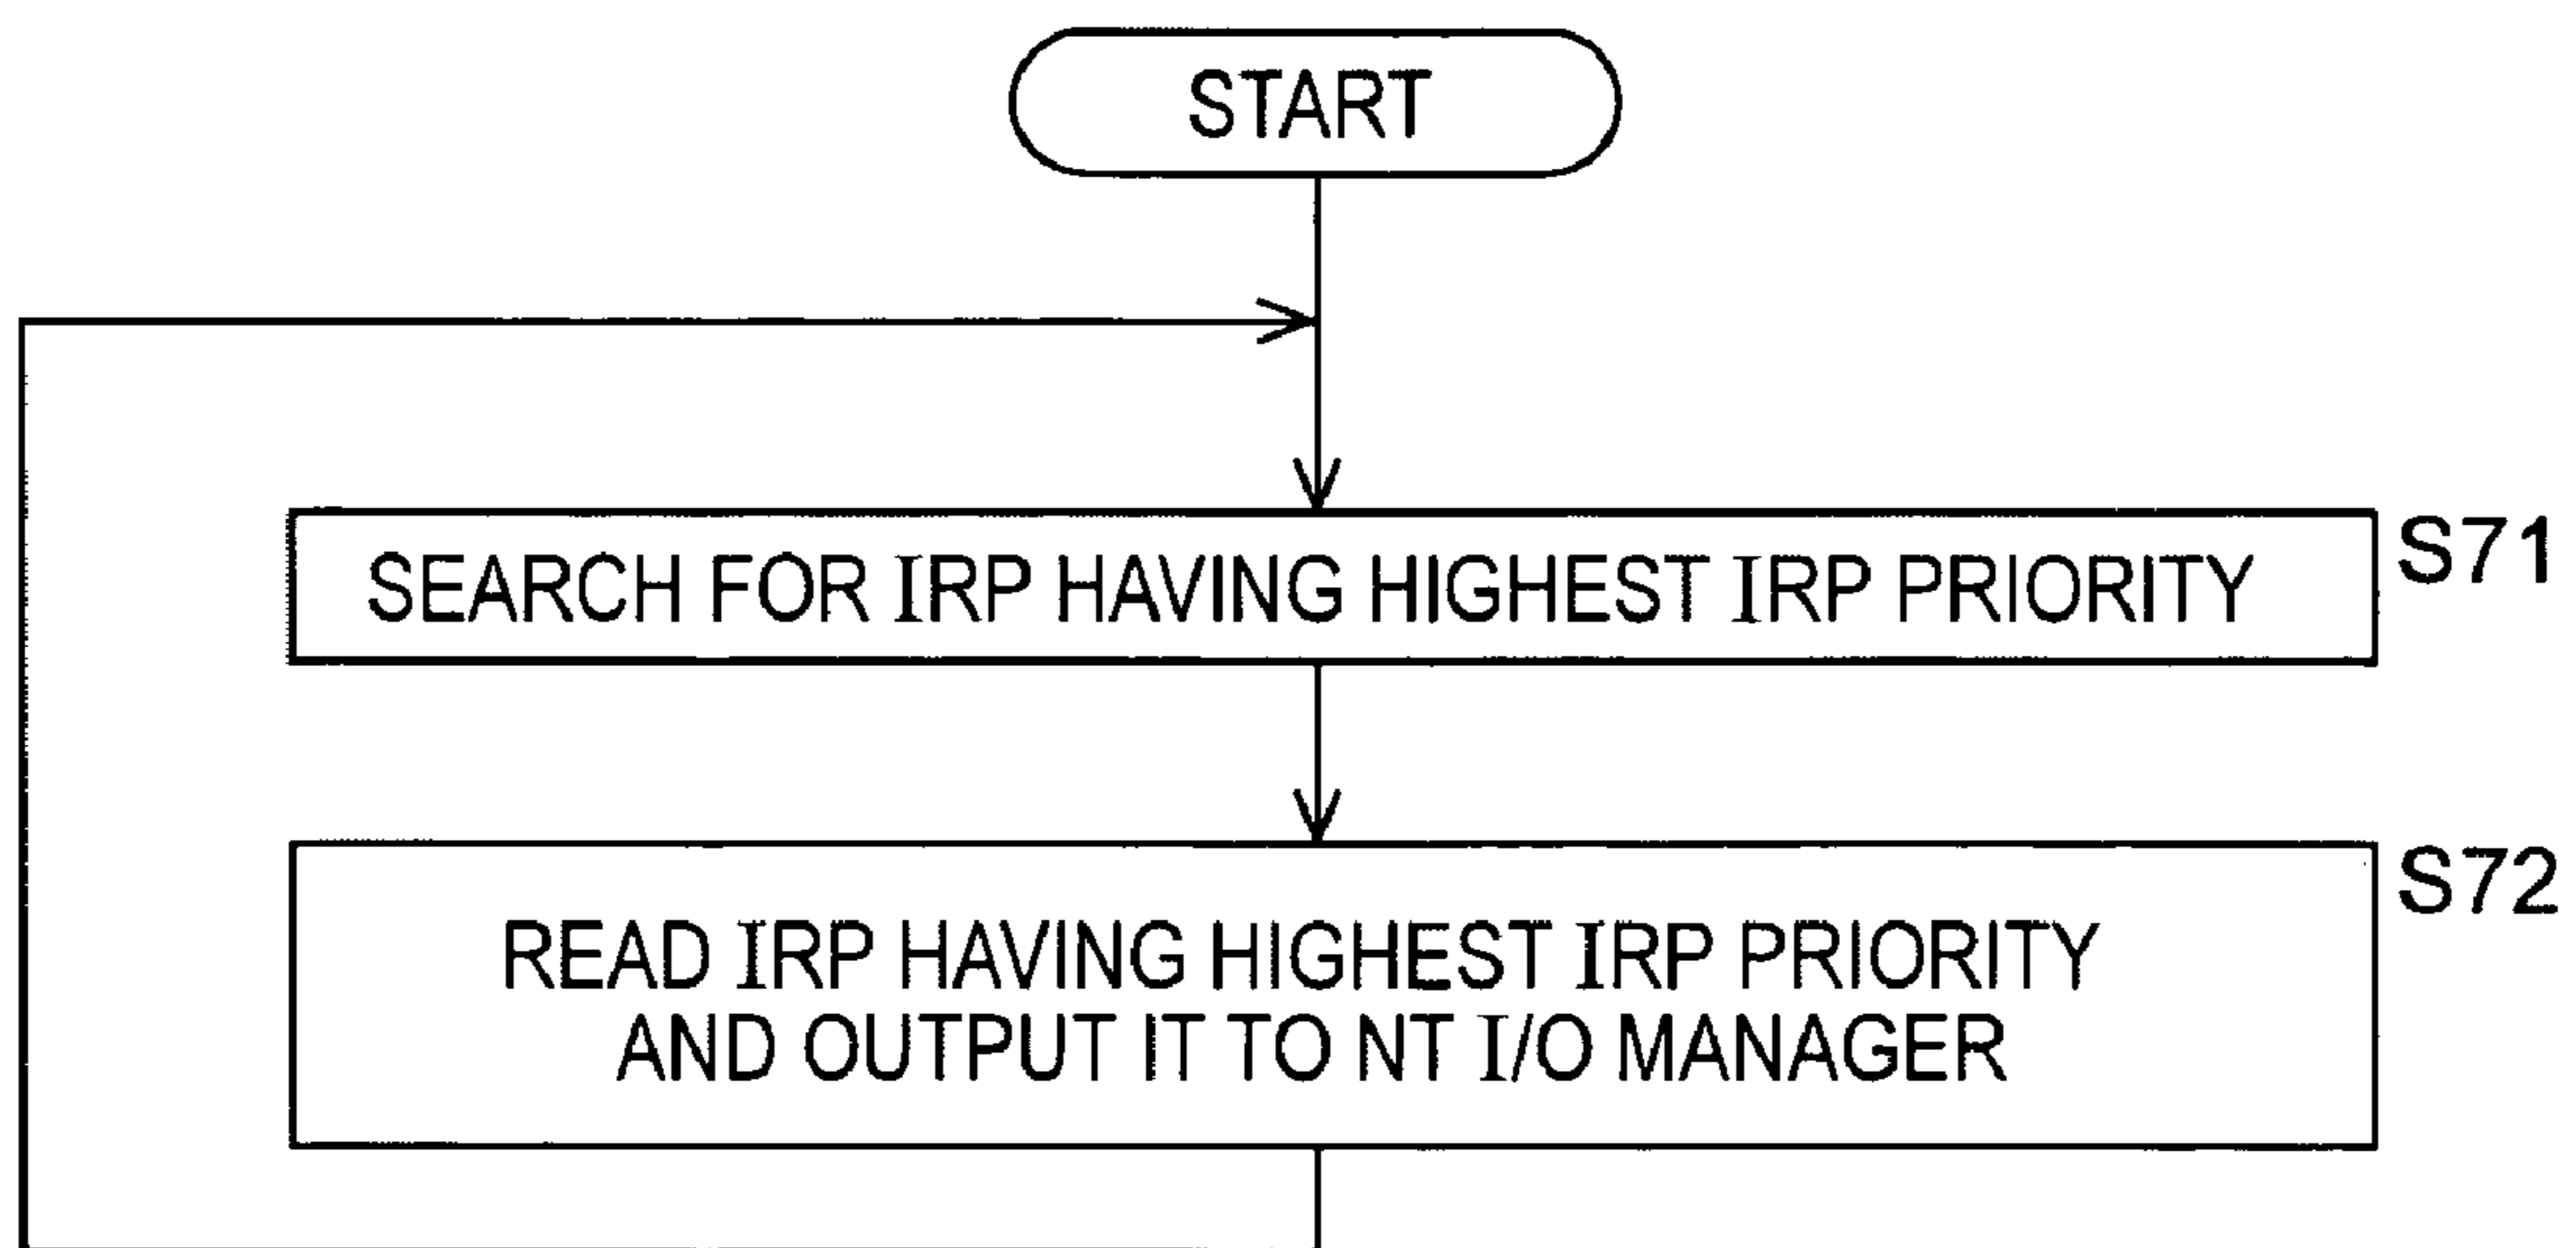 START
SEARCH FOR IRP HAVING HIGHEST IRP PRIORITY
S71
READ IRP HAVING HIGHEST IRP PRIORITY
AND OUTPUT IT TO NT I/O MANAGER
S72